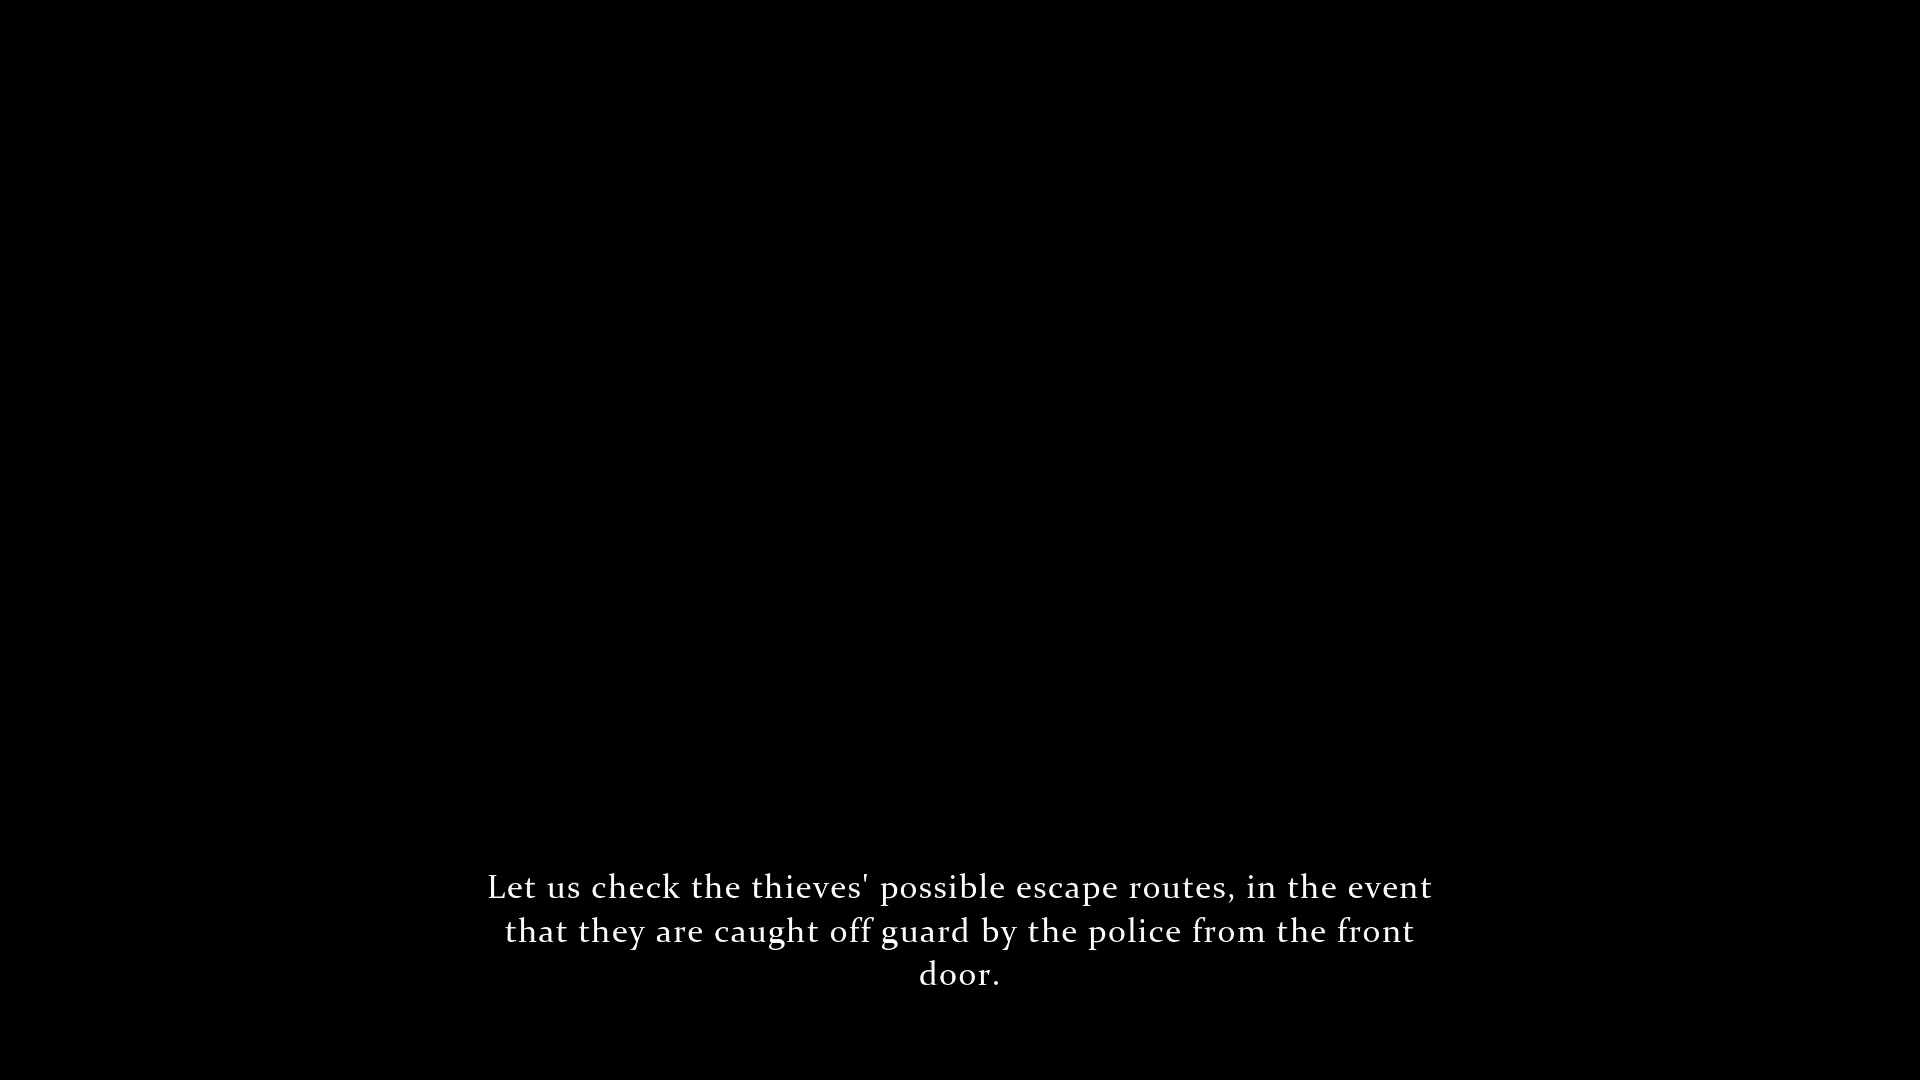 Let us check the thieves' possible escape routes, in the event
that they are caught off guard by the police from the front
door.